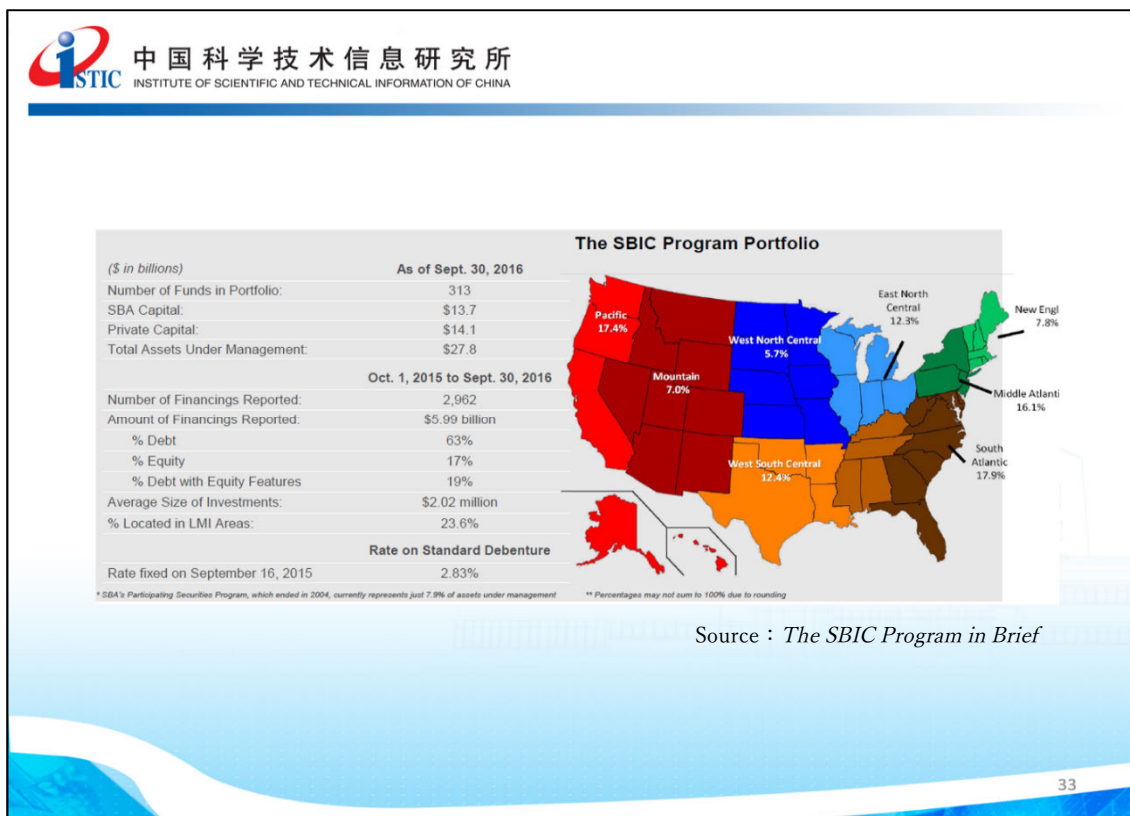 iSTIC
中国科学技术信息研究所
INSTITUTE OF SCIENTIFIC AND TECHNICAL INFORMATION OF CHINA
The SBIC Program Portfolio
($ in billions) As of Sept. 30, 2016
Number of Funds in Portfolio: 313
SBA Capital: $13.7
Private Capital: $14.1
Total Assets Under Management: $27.8
Oct. 1, 2015 to Sept. 30, 2016
Number of Financings Reported: 2,962
Amount of Financings Reported: $5.99 billion
% Debt 63%
% Equity 17%
% Debt with Equity Features 19%
Average Size of Investments: $2.02 million
% Located in LMI Areas: 23.6%
Rate on Standard Debenture
Rate fixed on September 16, 2015 2.83%
* SBA's Participating Securities Program, which ended in 2004, currently represents just 7.9% of assets under management
Pacific
17.4%
Mountain
7.0%
West North Central
5.7%
West South Central
12.4%
East North
Central
12.3%
New Engl
7.8%
Middle Atlanti
16.1%
South
Atlantic
17.9%
** Percentages may not sum to 100% due to rounding
Source：The SBIC Program in Brief
33